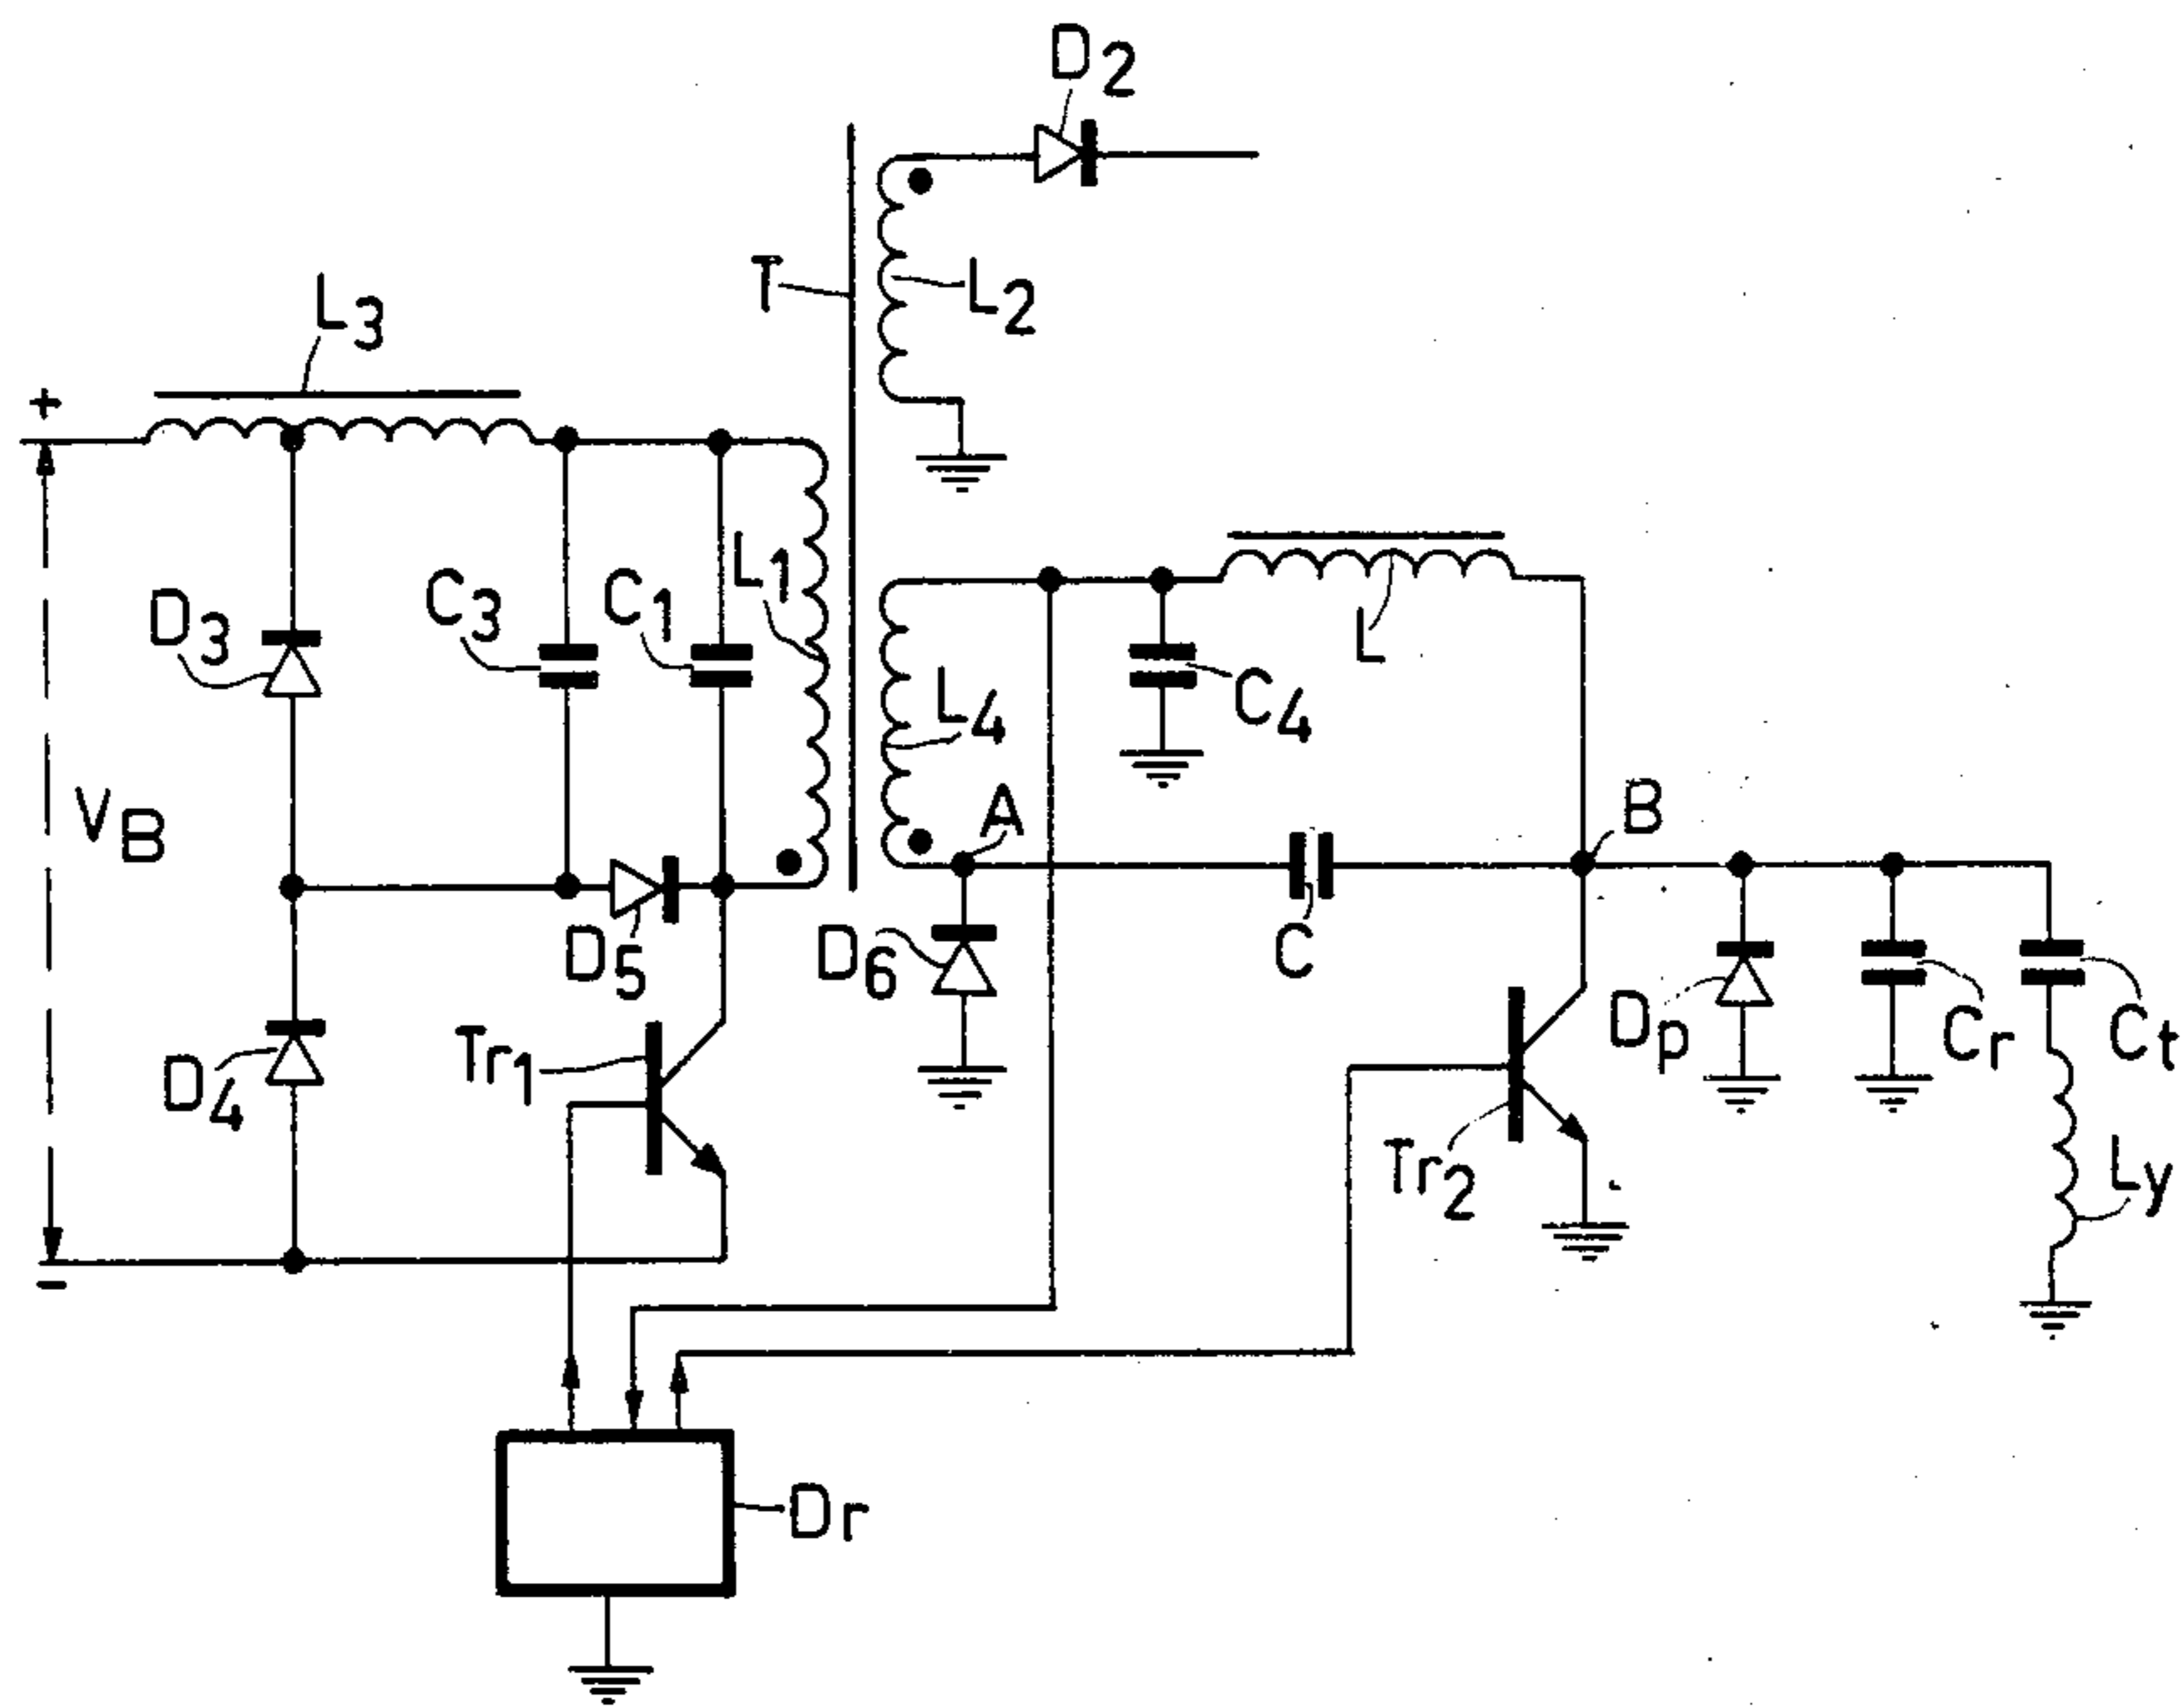 D2
T
L2
L3
+
D3
C3
C1
L1
L4
L
C4
A
B
VB
D5
D6
C
Dp
Cr
Ct
D4
Tr1
Tr2
Ly
-
Dr